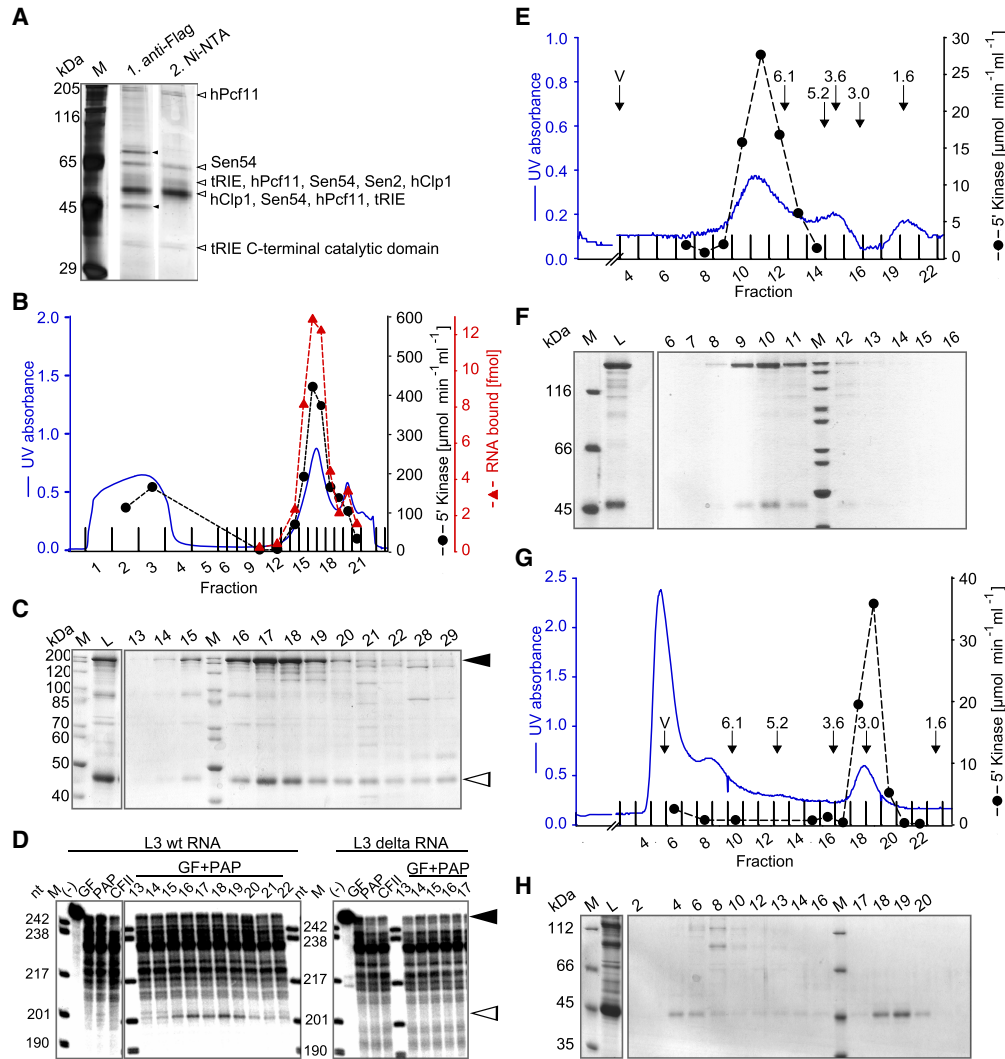 A
kDa
M
1. anti-Flag
2. Ni-NTA
205
116
65
45
29
hPcf11
Sen54
tRIE, hPcf11, Sen54, Sen2, hClp1
hClp1, Sen54, hPcf11, tRIE
tRIE C-terminal catalytic domain
B
2.0
1.5
1.0
0.5
0.0
— UV absorbance
600
500
400
300
200
100
0
5' Kinase [µmol min⁻¹ml⁻¹]
12
10
8
6
4
2
0
RNA bound [fmol]
1 2 3 4 5 6 9 12 15 18 21
Fraction
C
kDa
M L 13 14 15 M 16 17 18 19 20 21 22 28 29
200
120
100
85
70
60
50
40
D
L3 wt RNA
GF+PAP
nt M (-) GF PAP CFII 13 14 15 16 17 18 19 20 21 22
242
238
217
201
190
L3 delta RNA
GF+PAP
nt M (-) GF PAP CFII 13 14 15 16 17
242
238
217
201
190
E
1.0
0.8
0.6
0.4
0.2
0.0
— UV absorbance
V
6.1
5.2
3.6
3.0
1.6
30
25
20
15
10
5
0
5' Kinase [µmol min⁻¹ml⁻¹]
4 6 8 10 12 14 16 19 22
Fraction
F
kDa
M L 6 7 8 9 10 11 M 12 13 14 15 16
116
66
45
G
2.5
2.0
1.5
1.0
0.5
0.0
— UV absorbance
V
6.1
5.2
3.6
3.0
1.6
40
30
20
10
0
5' Kinase [µmol min⁻¹ml⁻¹]
4 6 8 10 12 14 16 18 20 22
Fraction
H
kDa
M L 2 4 6 8 10 12 13 14 16 M 17 18 19 20
112
66
45
35